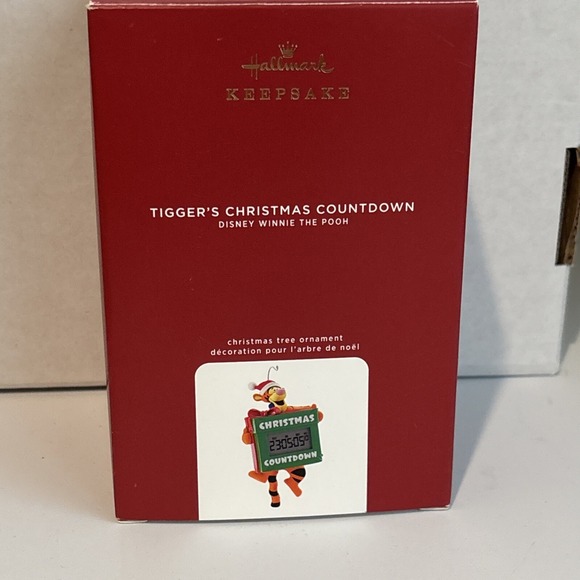 Hallmark
KEEPSAKE
TIGGER'S CHRISTMAS COUNTDOWN
DISNEY WINNIE THE POOH
christmas tree ornament
décoration pour l'arbre de noël
CHRISTMAS
COUNTDOWN